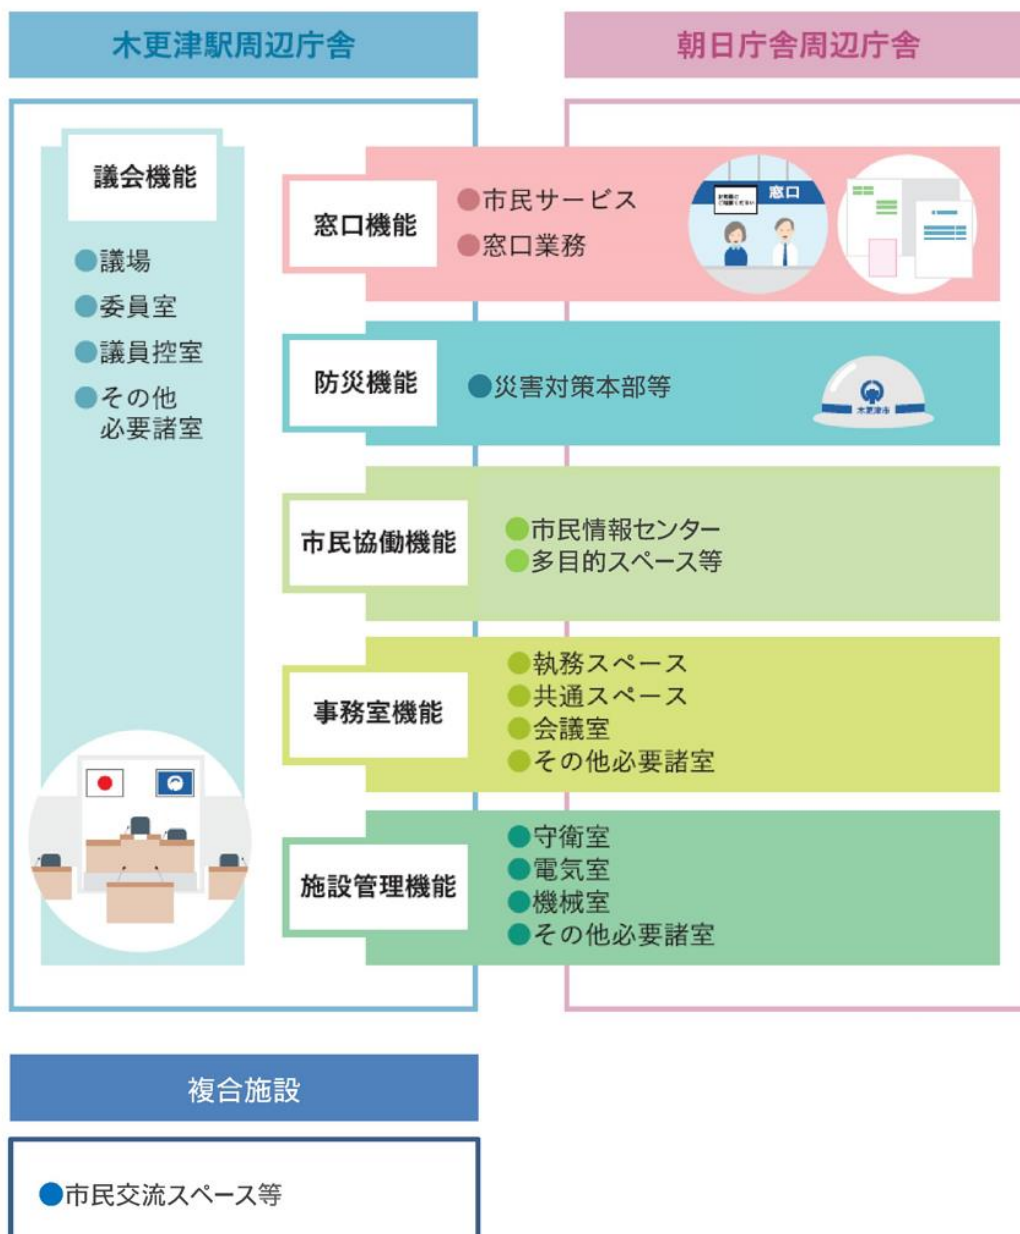 木更津駅周辺庁舎
朝日庁舎周辺庁舎
議会機能
●議場
●委員室
●議員控室
●その他
必要諸室
窓口機能
●市民サービス
●窓口業務
窓口
防災機能
●災害対策本部等
木更津市
市民協働機能
●市民情報センター
●多目的スペース等
事務室機能
●執務スペース
●共通スペース
●会議室
●その他必要諸室
施設管理機能
●守衛室
●電気室
●機械室
●その他必要諸室
複合施設
●市民交流スペース等